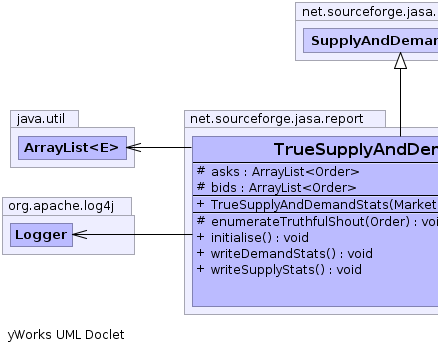 net.sourceforge.jasa.
SupplyAndDeman
java.util
ArrayList<E>
net.sourceforge.jasa.report
TrueSupplyAndDem
# asks : ArrayList<Order>
# bids : ArrayList<Order>
+ TrueSupplyAndDemandStats(Market
# enumerateTruthfulShout(Order) : voi
+ initialise() : void
+ writeDemandStats() : void
+ writeSupplyStats() : void
org.apache.log4j
Logger
yWorks UML Doclet